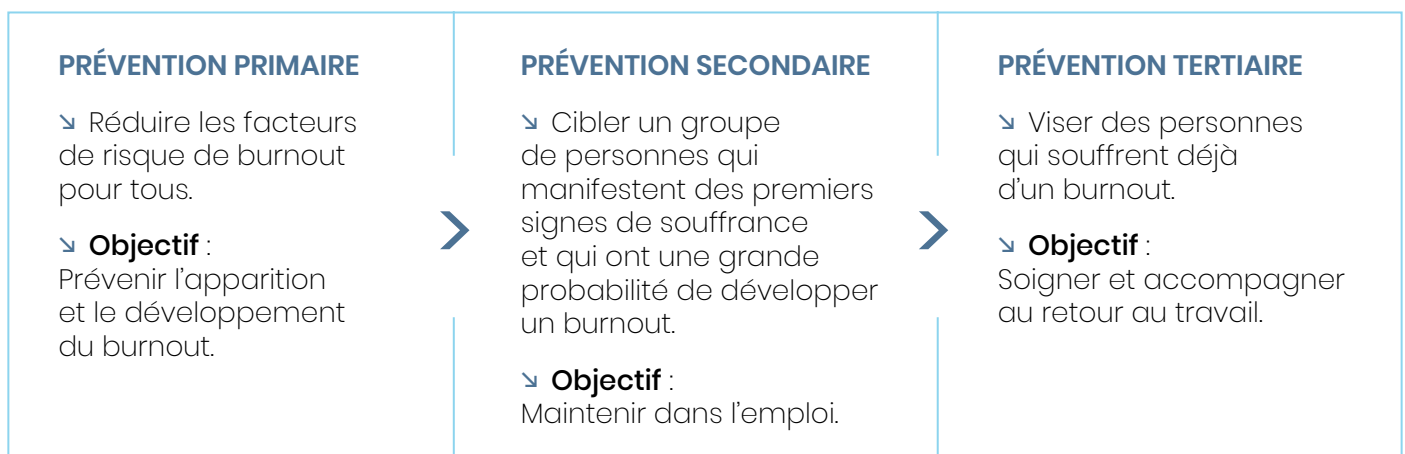 PRÉVENTION PRIMAIRE
↘ Réduire les facteurs
de risque de burnout
pour tous.
↘ Objectif :
Prévenir l’apparition
et le développement
du burnout.
PRÉVENTION SECONDAIRE
↘ Cibler un groupe
de personnes qui
manifestent des premiers
signes de souffrance
et qui ont une grande
probabilité de développer
un burnout.
↘ Objectif :
Maintenir dans l’emploi.
PRÉVENTION TERTIAIRE
↘ Viser des personnes
qui souffrent déjà
d’un burnout.
↘ Objectif :
Soigner et accompagner
au retour au travail.